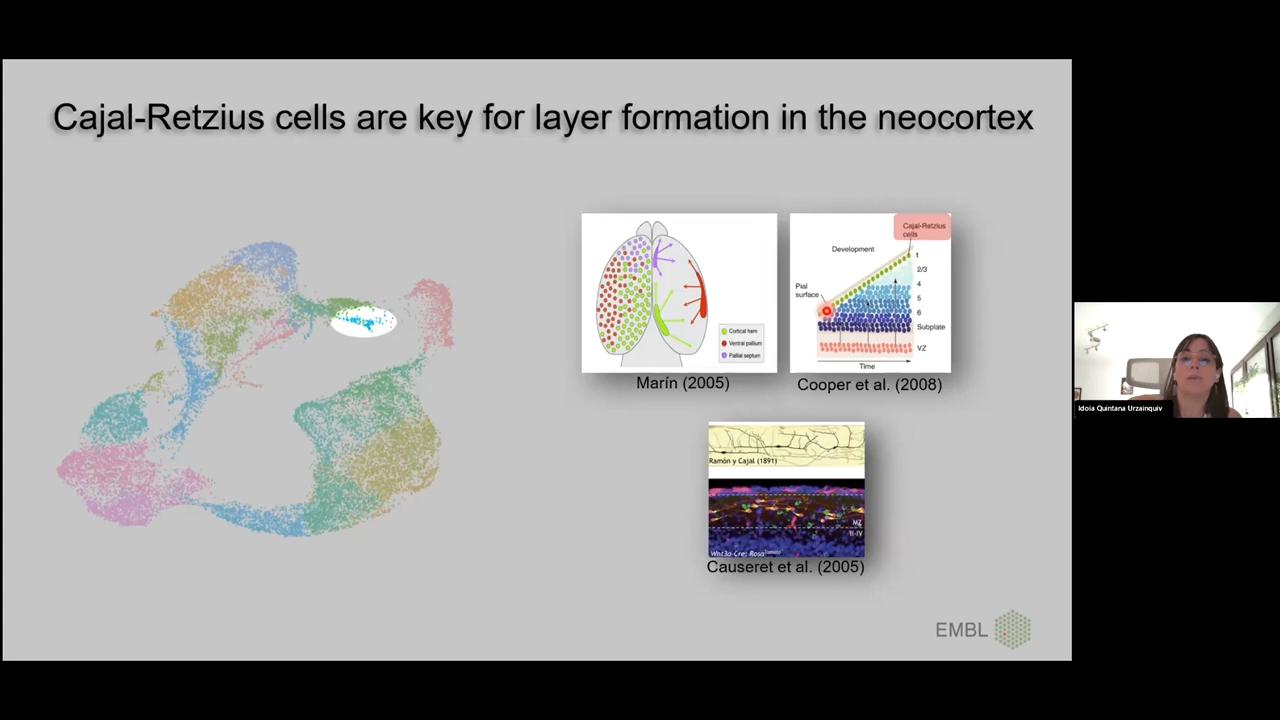 Cajal-Retzius cells are key for layer formation in the neocortex
Cortical hem
Ventral pallium
Pallial septum
Marín (2005)
Cajal-Retzius
cells
Development
1
2/3
4
5
6
Pial
surface
Subplate
VZ
Time
Cooper et al. (2008)
Ramón y Cajal (1891)
MZ
II-IV
Wnt3a-Cre; Rosa
Causeret et al. (2005)
EMBL
Idoia Quintana Urzainquiv